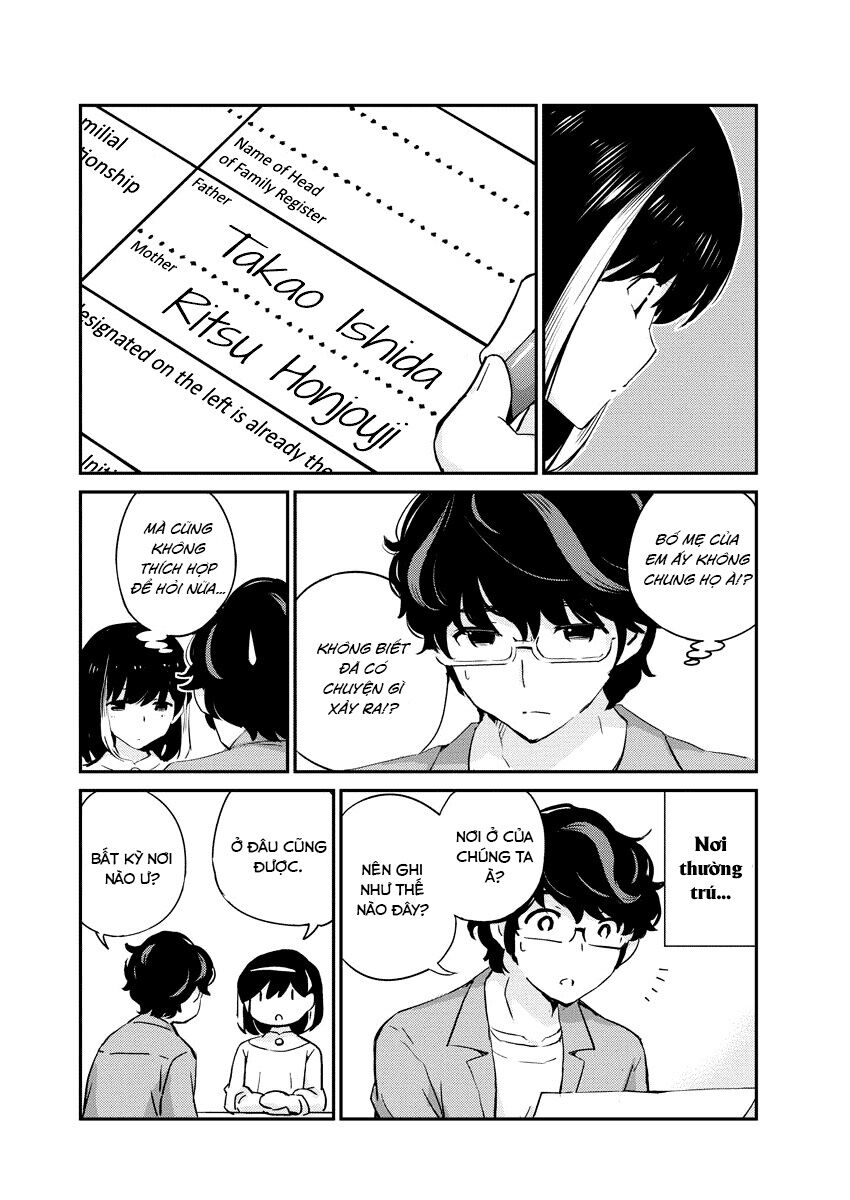 milial
tionship
Name of Head
of Family Register
Father
Takao Ishida
Mother
Ritsu Honjouji
designated on the left is already the
BỐ MẸ CỦA
EM ẤY KHÔNG
CHUNG HỌ À!?
KHÔNG BIẾT
ĐÃ CÓ
CHUYỆN GÌ
XẢY RA!?
MÀ CŨNG
KHÔNG
THÍCH HỢP
ĐỂ HỎI NỮA...
Nơi
thường
trú...
NƠI Ở CỦA
CHÚNG TA
À?
NÊN GHI
NHƯ THẾ
NÀO ĐÂY?
Ở ĐÂU CŨNG
ĐƯỢC.
BẤT KỲ NƠI
NÀO Ư?